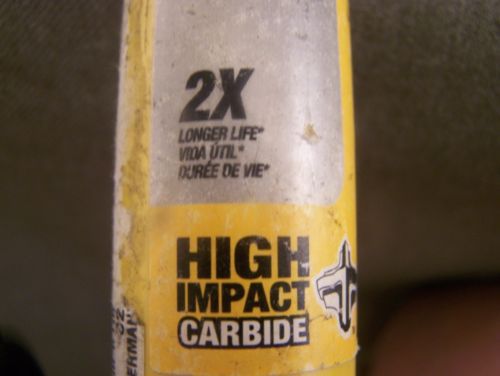 2X
LONGER LIFE*
VIDA ÚTIL*
DURÉE DE VIE*
HIGH
IMPACT
CARBIDE